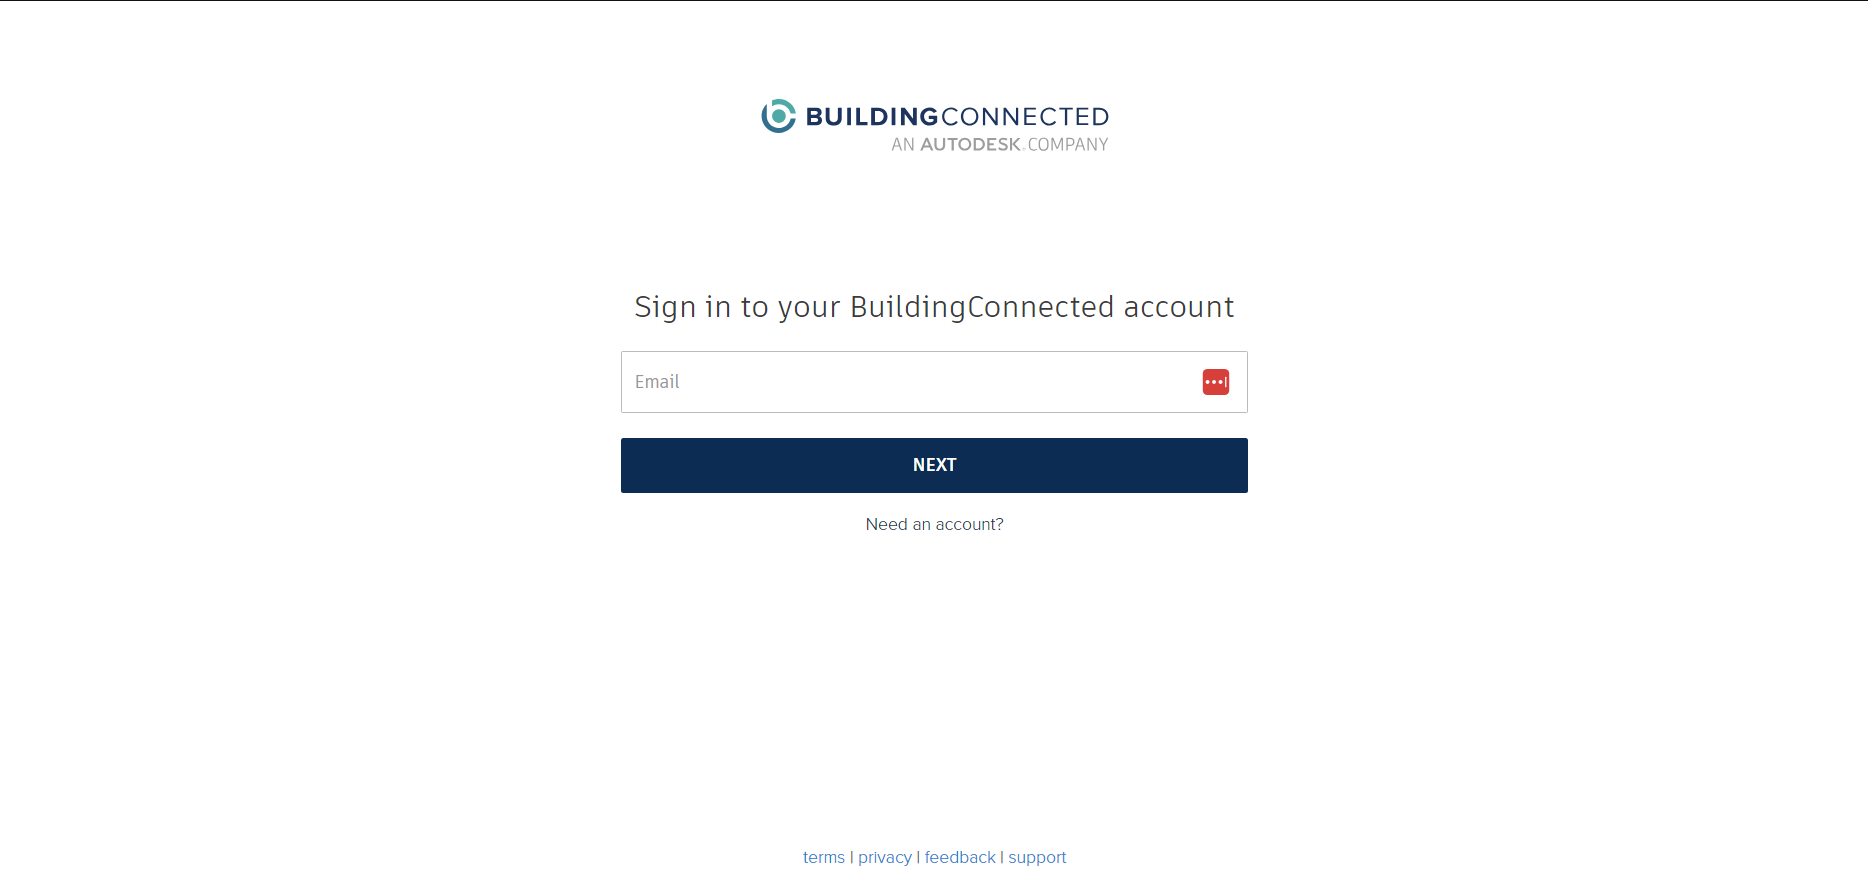 BUILDINGCONNECTED
AN AUTODESK. COMPANY
Sign in to your BuildingConnected account
Email
NEXT
Need an account?
terms | privacy | feedback | support